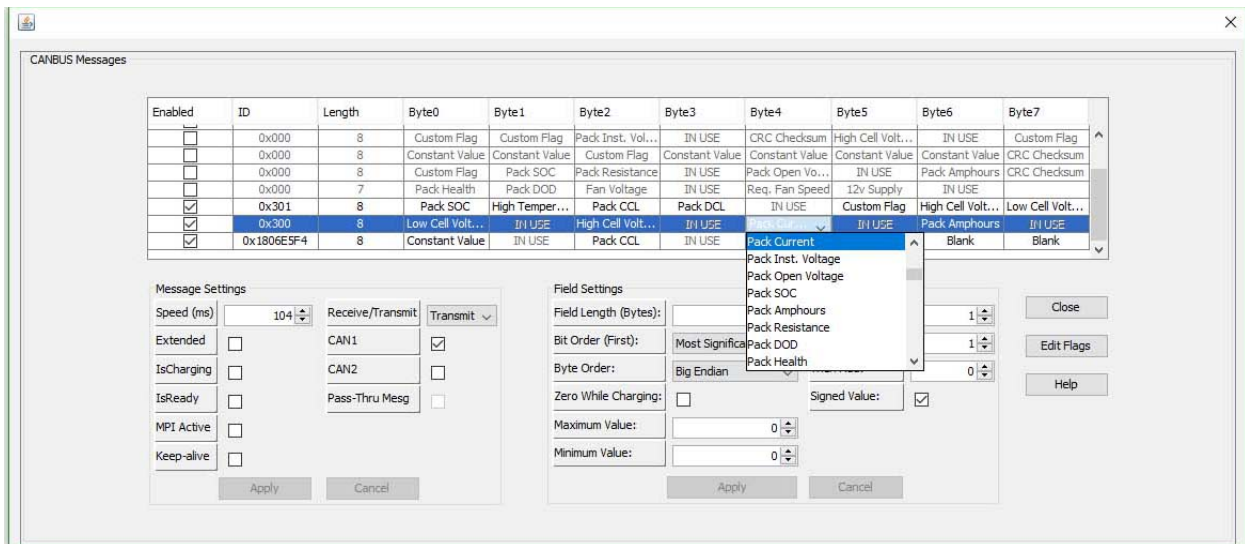 CANBUS Messages
Enabled ID Length Byte0 Byte1 Byte2 Byte3 Byte4 Byte5 Byte6 Byte7
0x000 8 Custom Flag Custom Flag Pack Inst. Vol... IN USE CRC Checksum High Cell Volt... IN USE Custom Flag
0x000 8 Constant Value Constant Value Custom Flag Constant Value Constant Value Constant Value Constant Value CRC Checksum
0x000 8 Custom Flag Pack SOC Pack Resistance IN USE Pack Open Vo... IN USE Pack Amphours CRC Checksum
0x000 7 Pack Health Pack DOD Fan Voltage IN USE Req. Fan Speed 12v Supply IN USE
0x301 8 Pack SOC High Temper... Pack CCL Pack DCL IN USE Custom Flag High Cell Volt... Low Cell Volt...
0x300 8 Low Cell Volt... IN USE High Cell Volt... IN USE Pack Cur... IN USE Pack Amphours IN USE
0x1806E5F4 8 Constant Value IN USE Pack CCL IN USE Blank Blank
Pack Current
Pack Inst. Voltage
Pack Open Voltage
Pack SOC
Pack Amphours
Pack Resistance
Pack DOD
Pack Health
Message Settings
Speed (ms) 104 Receive/Transmit Transmit
Extended CAN1
IsCharging CAN2
IsReady Pass-Thru Mesg
MPI Active
Keep-alive
Apply Cancel
Field Settings
Field Length (Bytes): 1
Bit Order (First): Most Significa 1
Byte Order: Big Endian 0
Zero While Charging: Signed Value:
Maximum Value: 0
Minimum Value: 0
Apply Cancel
Close
Edit Flags
Help